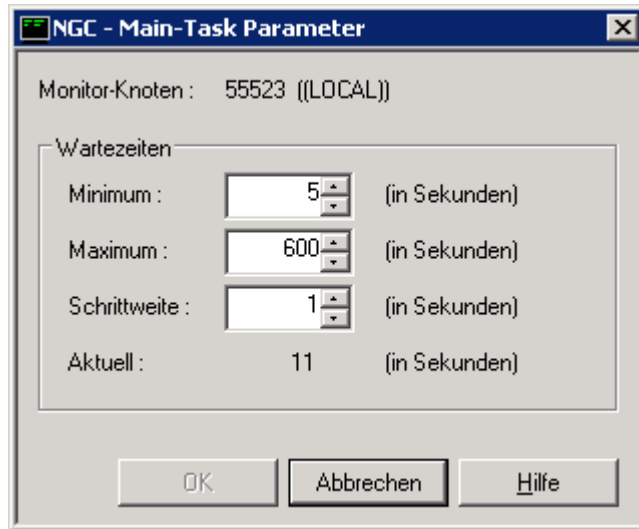 NGC - Main-Task Parameter
Monitor-Knoten : 55523 ((LOCAL))
Wartezeiten
Minimum : 5 (in Sekunden)
Maximum : 600 (in Sekunden)
Schrittweite : 1 (in Sekunden)
Aktuell : 11 (in Sekunden)
OK Abbrechen Hilfe